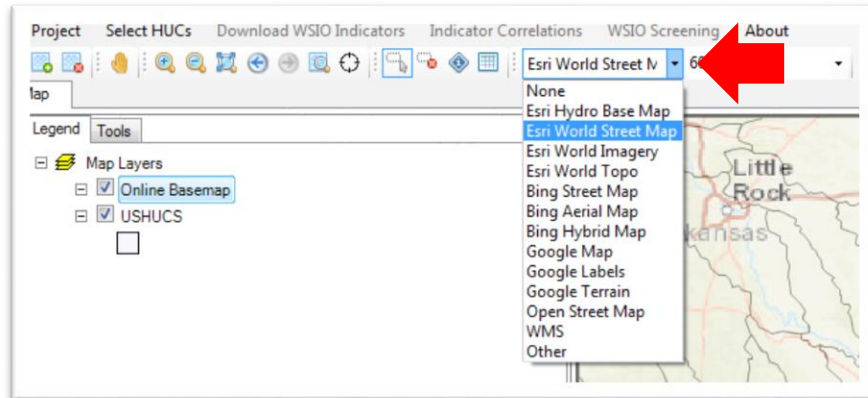 Project Select HUCs Download WSIO Indicators Indicator Correlations WSIO Screening About
Esri World Street M
Map
None
Esri Hydro Base Map
Legend Tools
Esri World Street Map
Esri World Imagery
Map Layers
Esri World Topo
Little
Online Basemap
Bing Street Map
Rock
Bing Aerial Map
USHUCS
Bing Hybrid Map
kansas
Google Map
Google Labels
Google Terrain
Open Street Map
WMS
Other